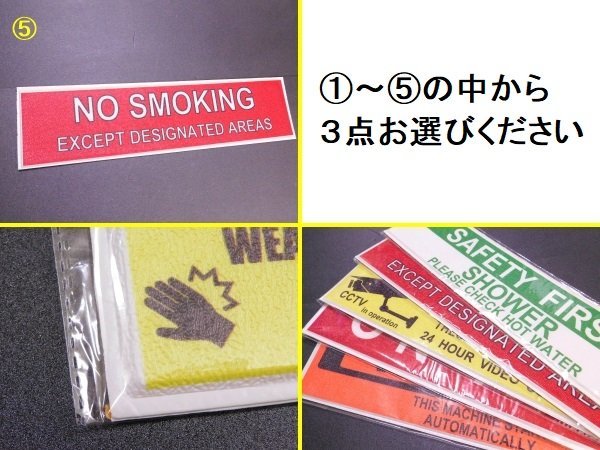 ⑤
NO SMOKING
EXCEPT DESIGNATED AREAS
①～⑤の中から
３点お選びください
SAFETY FIRS
SHOWER
PLEASE CHECK HOT WATER
EXCEPT DESIGNATED AREA
CCTV
in operation
24 HOUR VIDEO
THIS MACHINE STA
AUTOMATICALLY